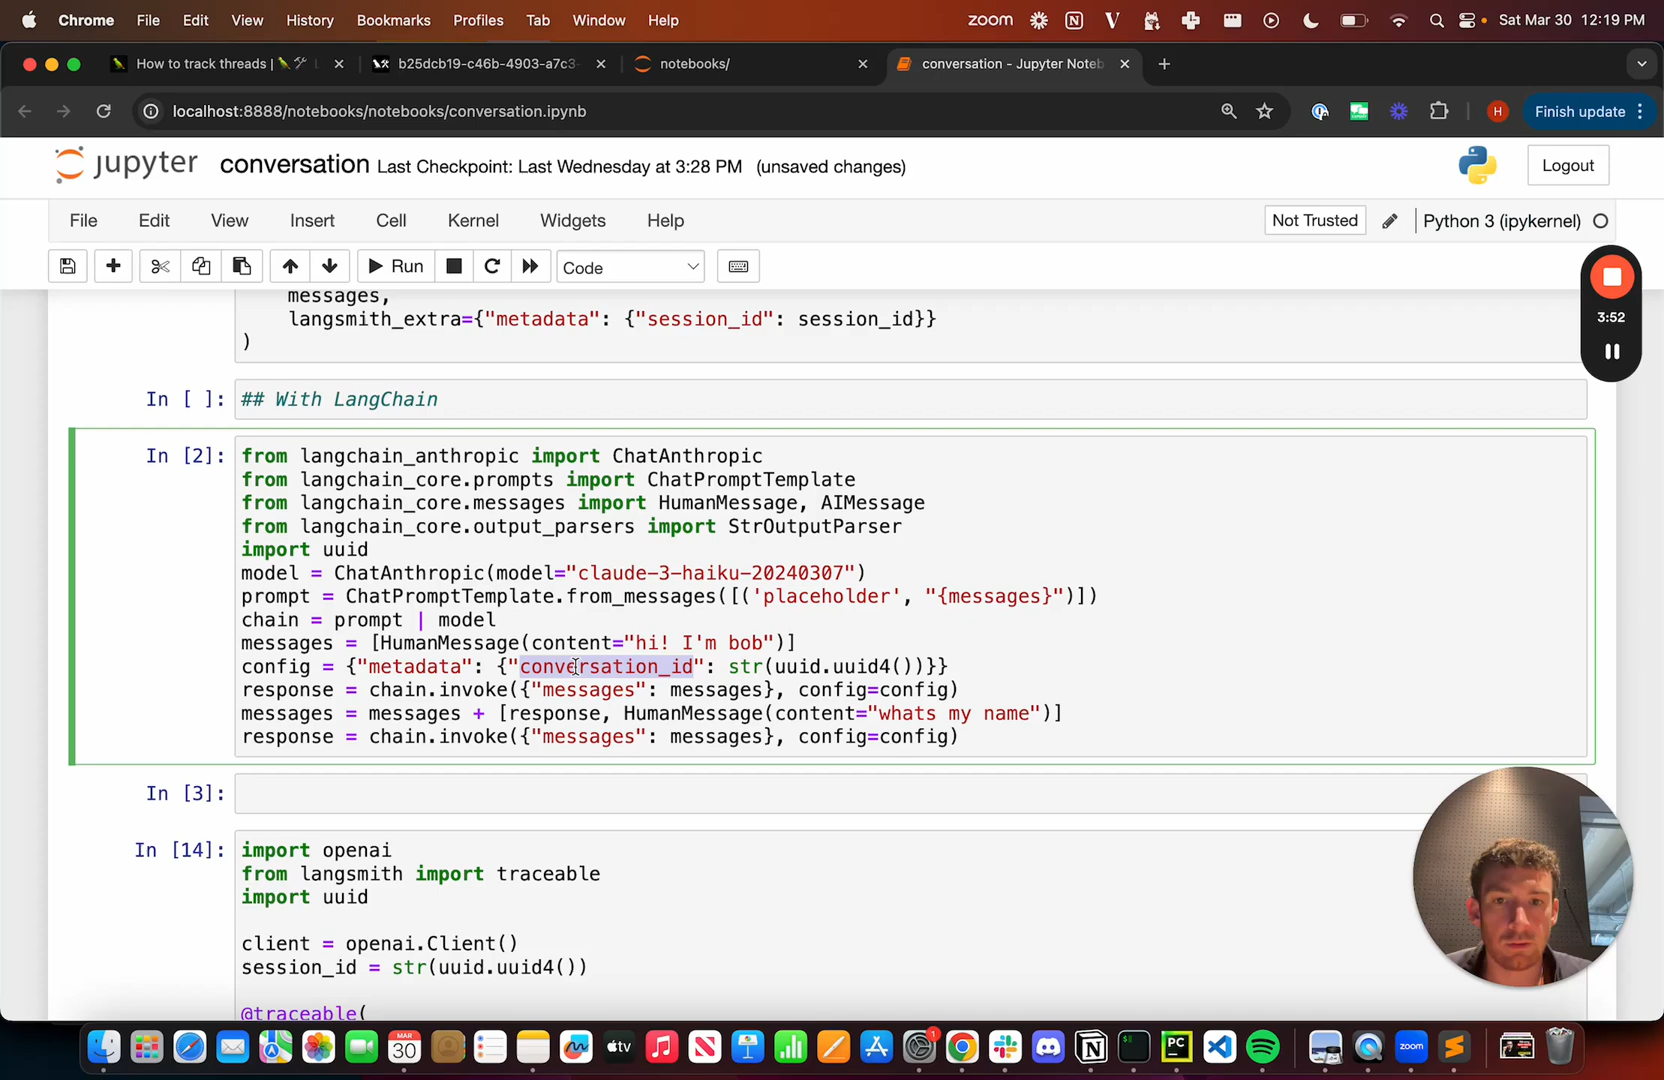 Chrome File Edit View History Bookmarks Profiles Tab Window Help zoom Sat Mar 30 12:19 PM
How to track threads | b25dcb19-c46b-4903-a7c3- notebooks/ conversation - Jupyter Noteb
localhost:8888/notebooks/notebooks/conversation.ipynb H Finish update
jupyter conversation Last Checkpoint: Last Wednesday at 3:28 PM (unsaved changes) Logout
File Edit View Insert Cell Kernel Widgets Help Not Trusted Python 3 (ipykernel)
Run Code
3:52
messages,
langsmith_extra={"metadata": {"session_id": session_id}}
)
In [ ]: ## With LangChain
In [2]: from langchain_anthropic import ChatAnthropic
from langchain_core.prompts import ChatPromptTemplate
from langchain_core.messages import HumanMessage, AIMessage
from langchain_core.output_parsers import StrOutputParser
import uuid
model = ChatAnthropic(model="claude-3-haiku-20240307")
prompt = ChatPromptTemplate.from_messages([('placeholder', "{messages}")])
chain = prompt | model
messages = [HumanMessage(content="hi! I'm bob")]
config = {"metadata": {"conversation_id": str(uuid.uuid4())}}
response = chain.invoke({"messages": messages}, config=config)
messages = messages + [response, HumanMessage(content="whats my name")]
response = chain.invoke({"messages": messages}, config=config)
In [3]:
In [14]: import openai
from langsmith import traceable
import uuid
client = openai.Client()
session_id = str(uuid.uuid4())
@traceable(
MAR 30 tv 1 PC zoom